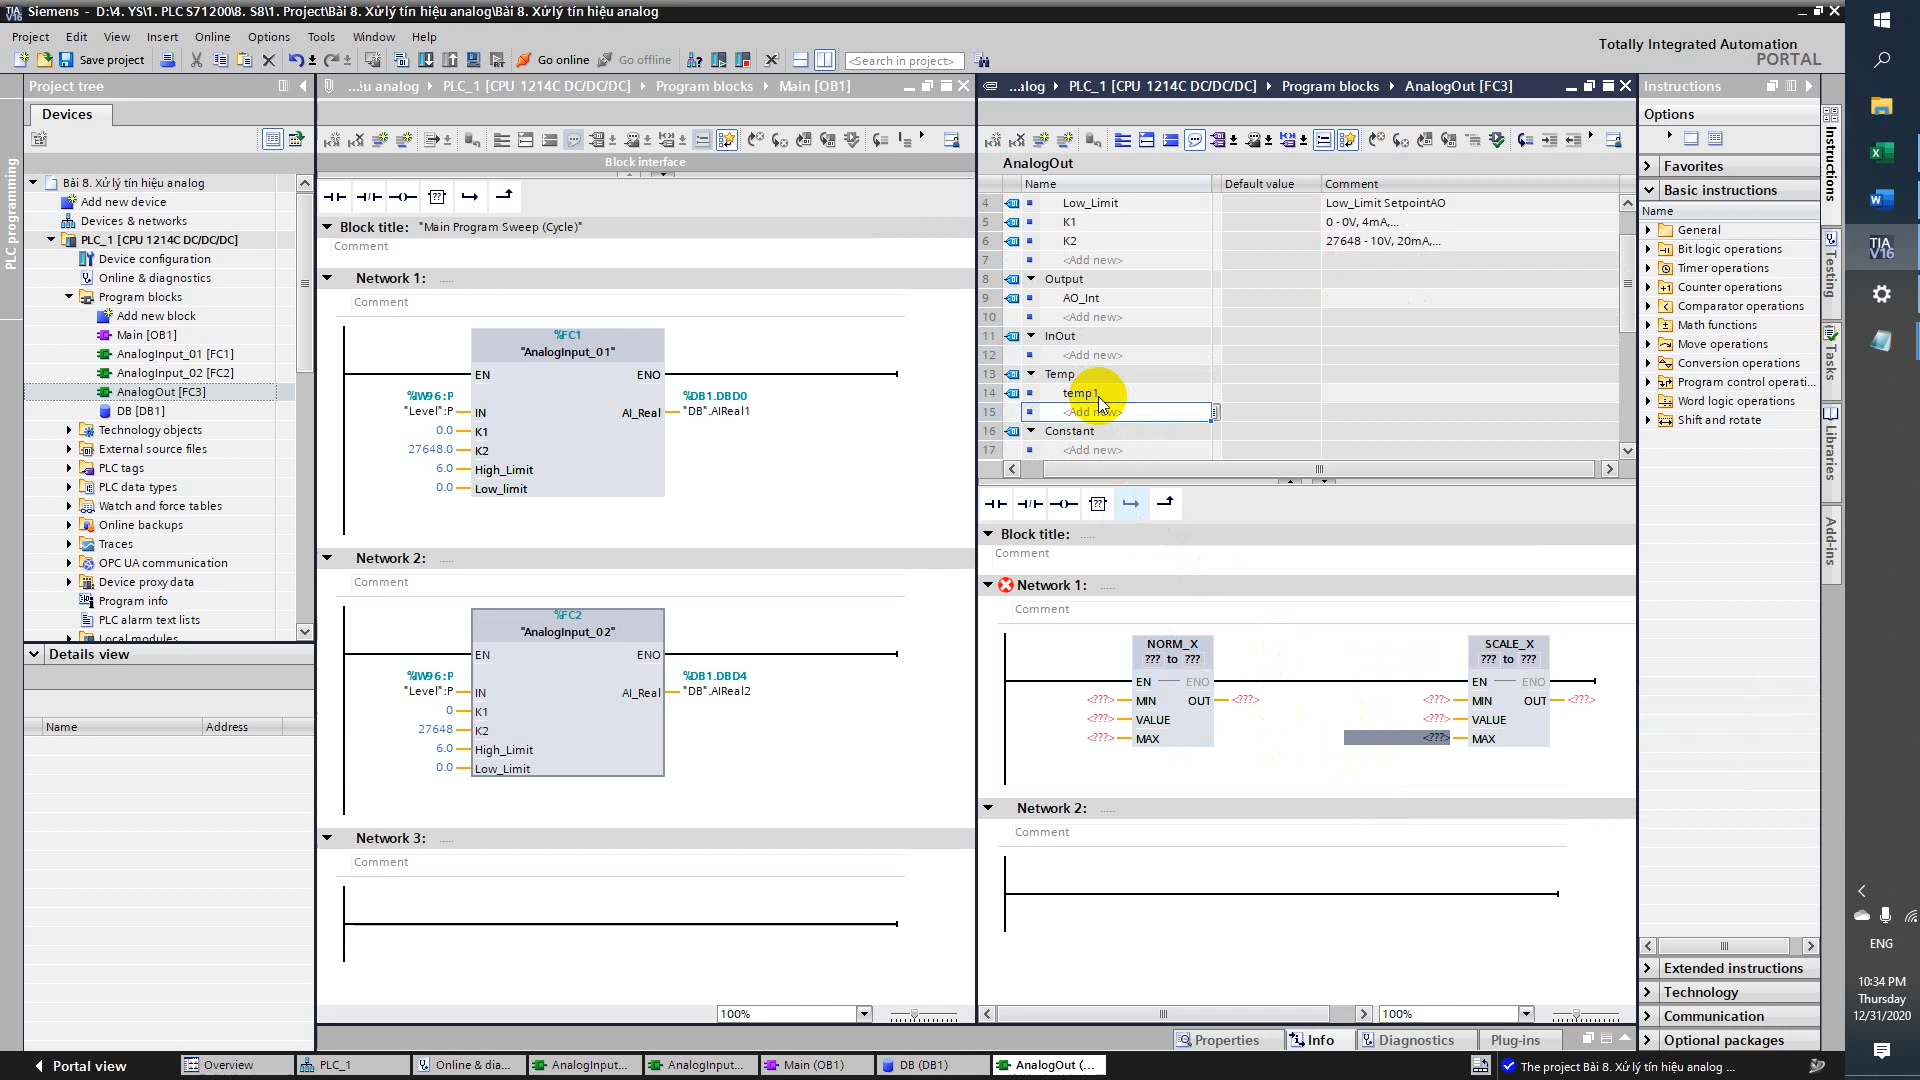 Siemens - D:\4. YS\1. PLC S71200\8. S8\1. Project\Bài 8. Xử lý tín hiệu analog\Bài 8. Xử lý tín hiệu analog
Project Edit View Insert Online Options Tools Window Help
Totally Integrated Automation
PORTAL
Save project
Go online
Go offline
<Search in project>
Project tree
Devices
PLC programming
Bài 8. Xử lý tín hiệu analog
Add new device
Devices & networks
PLC_1 [CPU 1214C DC/DC/DC]
Device configuration
Online & diagnostics
Program blocks
Add new block
Main [OB1]
AnalogInput_01 [FC1]
AnalogInput_02 [FC2]
AnalogOut [FC3]
DB [DB1]
Technology objects
External source files
PLC tags
PLC data types
Watch and force tables
Online backups
Traces
OPC UA communication
Device proxy data
Program info
PLC alarm text lists
Local modules
Details view
Name Address
...iu analog PLC_1 [CPU 1214C DC/DC/DC] Program blocks Main [OB1]
Block interface
Block title: "Main Program Sweep (Cycle)"
Comment
Network 1: .....
Comment
%FC1
"AnalogInput_01"
EN ENO
%IW96:P
"Level":P IN
AI_Real
%DB1.DBD0
"DB".AIReal1
0.0 K1
27648.0 K2
6.0 High_Limit
0.0 Low_limit
Network 2: .....
Comment
%FC2
"AnalogInput_02"
EN ENO
%IW96:P
"Level":P IN
AI_Real
%DB1.DBD4
"DB".AIReal2
0 K1
27648 K2
6.0 High_Limit
0.0 Low_Limit
Network 3: .....
Comment
100%
...alog PLC_1 [CPU 1214C DC/DC/DC] Program blocks AnalogOut [FC3]
AnalogOut
Name Default value Comment
4 Low_Limit Low_Limit SetpointAO
5 K1 0 - 0V, 4mA,...
6 K2 27648 - 10V, 20mA,...
7 <Add new>
8 Output
9 AO_Int
10 <Add new>
11 InOut
12 <Add new>
13 Temp
14 temp1
15 <Add new>
16 Constant
17 <Add new>
Block title: .....
Comment
Network 1: .....
Comment
NORM_X
??? to ???
EN ENO
<???> MIN OUT <???>
<???> VALUE
<???> MAX
SCALE_X
??? to ???
EN ENO
<???> MIN OUT <???>
<???> VALUE
<???> MAX
Network 2: .....
Comment
100%
Properties Info Diagnostics Plug-ins
Instructions
Options
Favorites
Basic instructions
Name
General
Bit logic operations
Timer operations
Counter operations
Comparator operations
Math functions
Move operations
Conversion operations
Program control operati...
Word logic operations
Shift and rotate
Extended instructions
Technology
Communication
Optional packages
Instructions
Testing
Tasks
Libraries
Add-ins
TIA
V16
ENG
10:34 PM
Thursday
12/31/2020
Portal view
Overview
PLC_1
Online & dia...
AnalogInput...
AnalogInput...
Main (OB1)
DB (DB1)
AnalogOut (...
The project Bài 8. Xử lý tín hiệu analog ...